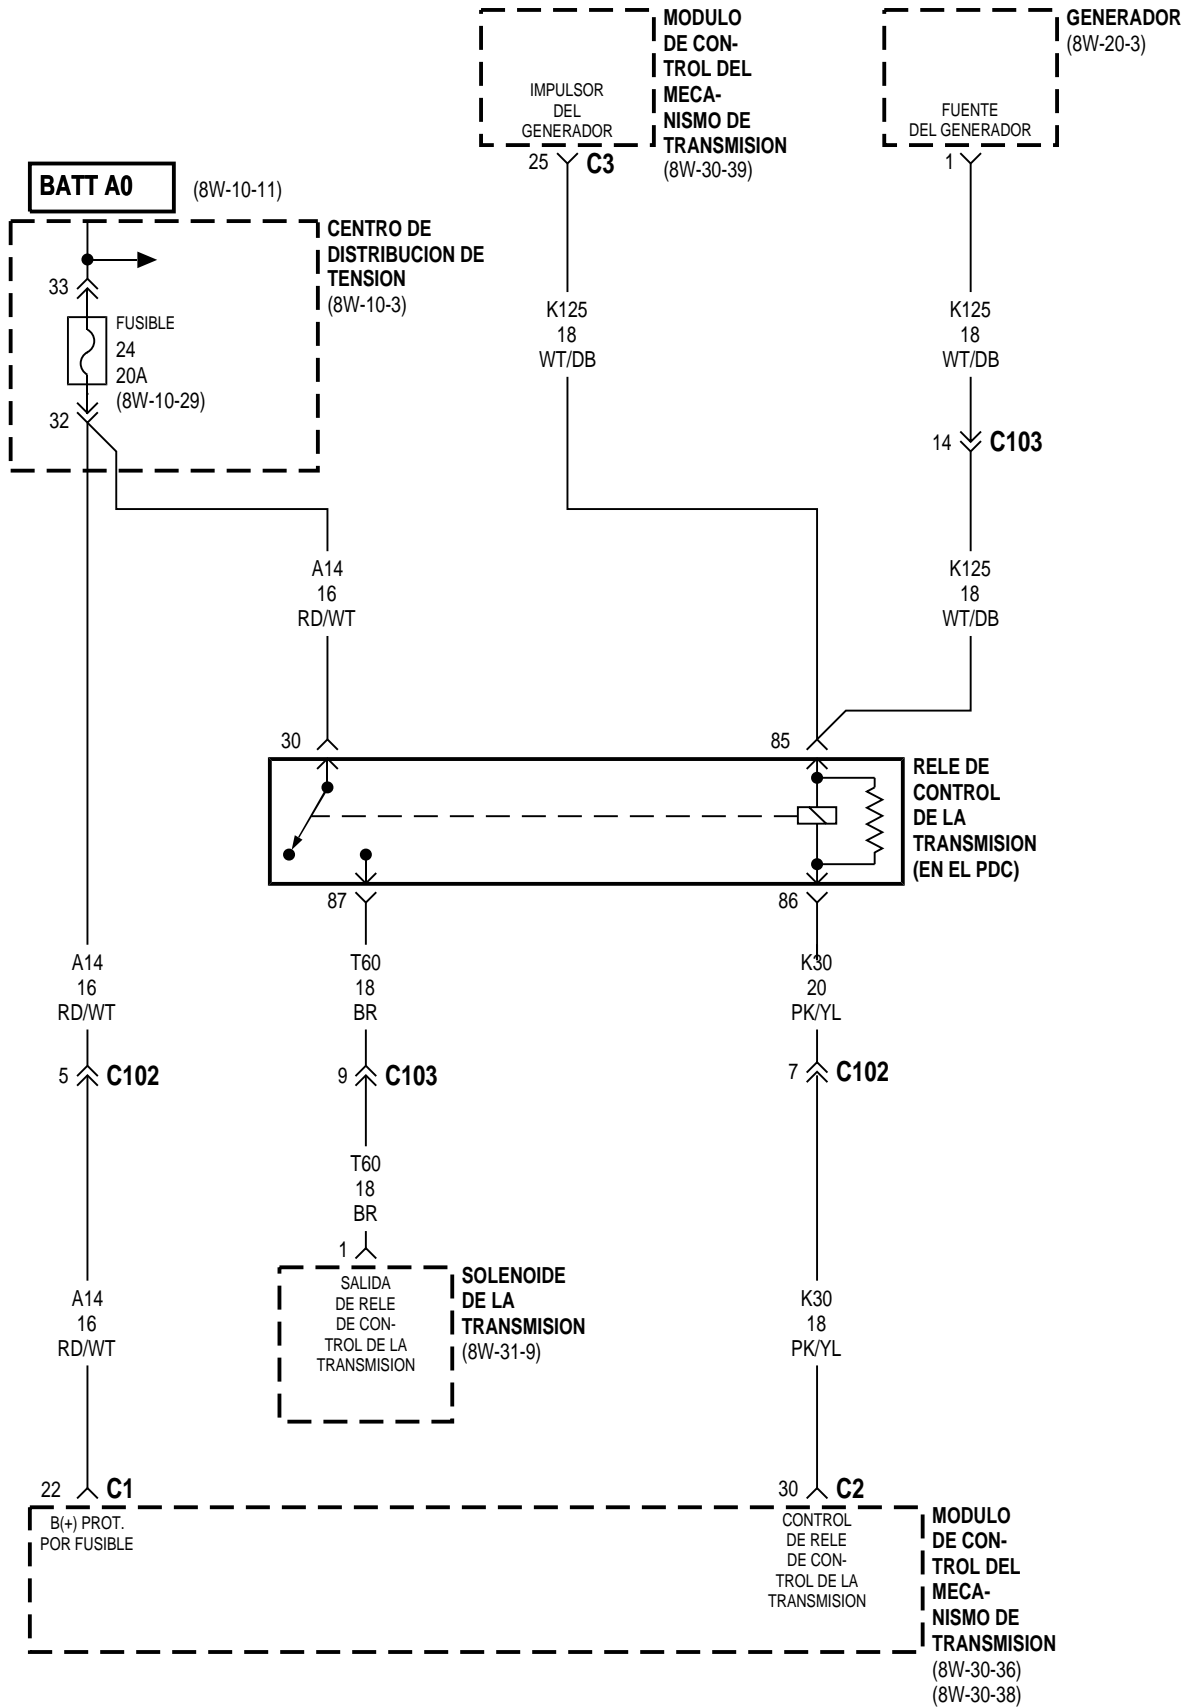 MODULO
DE CON-
TROL DEL
MECA-
NISMO DE
TRANSMISION
(8W-30-39)
IMPULSOR
DEL
GENERADOR
25
C3
GENERADOR
(8W-20-3)
FUENTE
DEL GENERADOR
1
BATT A0
(8W-10-11)
CENTRO DE
DISTRIBUCION DE
TENSION
(8W-10-3)
33
FUSIBLE
24
20A
(8W-10-29)
32
K125
18
WT/DB
K125
18
WT/DB
14
C103
A14
16
RD/WT
K125
18
WT/DB
30
85
RELE DE
CONTROL
DE LA
TRANSMISION
(EN EL PDC)
87
86
A14
16
RD/WT
T60
18
BR
K30
20
PK/YL
5
C102
9
C103
7
C102
T60
18
BR
1
SALIDA
DE RELE
DE CON-
TROL DE LA
TRANSMISION
SOLENOIDE
DE LA
TRANSMISION
(8W-31-9)
A14
16
RD/WT
K30
18
PK/YL
22
C1
30
C2
B(+) PROT.
POR FUSIBLE
CONTROL
DE RELE
DE CON-
TROL DE LA
TRANSMISION
MODULO
DE CON-
TROL DEL
MECA-
NISMO DE
TRANSMISION
(8W-30-36)
(8W-30-38)